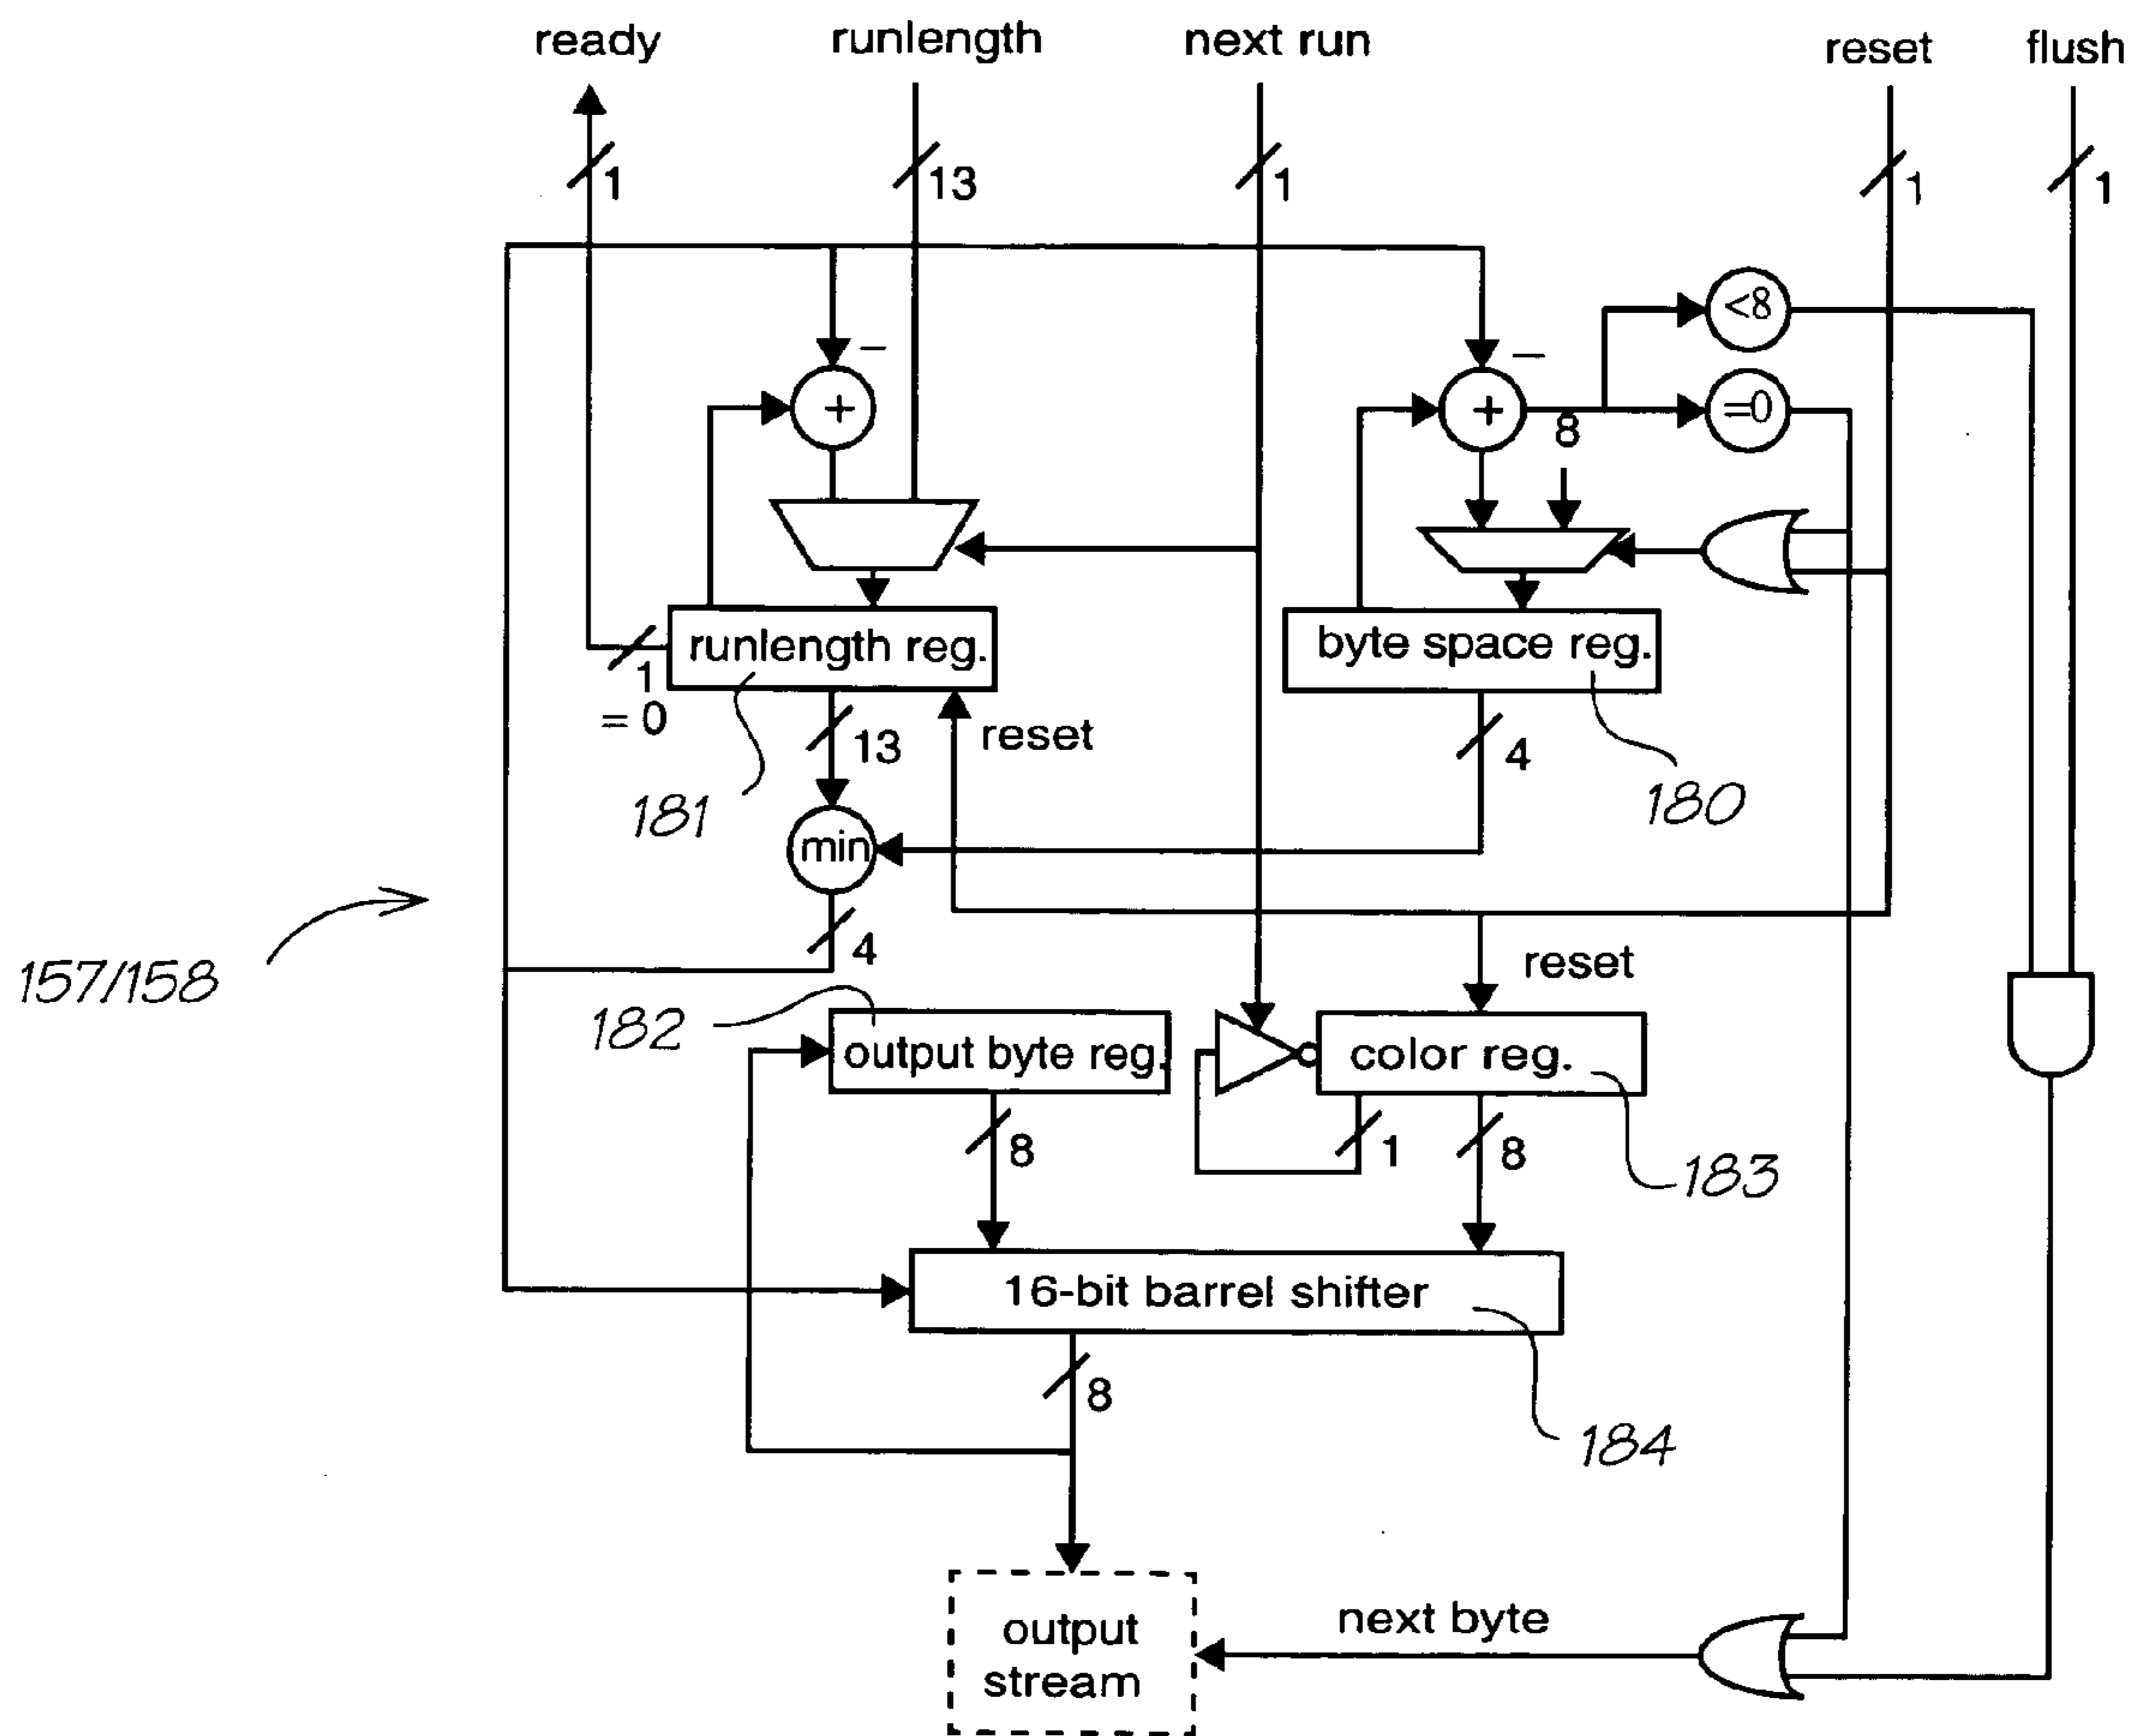 ready
runlength
next run
reset
flush
1
13
1
1
1
–
–
<8
+
+
8
=0
runlength reg.
byte space reg.
1
= 0
13
reset
4
181
180
min
4
157/158
reset
182
output byte reg.
color reg.
8
1
8
183
16-bit barrel shifter
8
184
next byte
output
stream